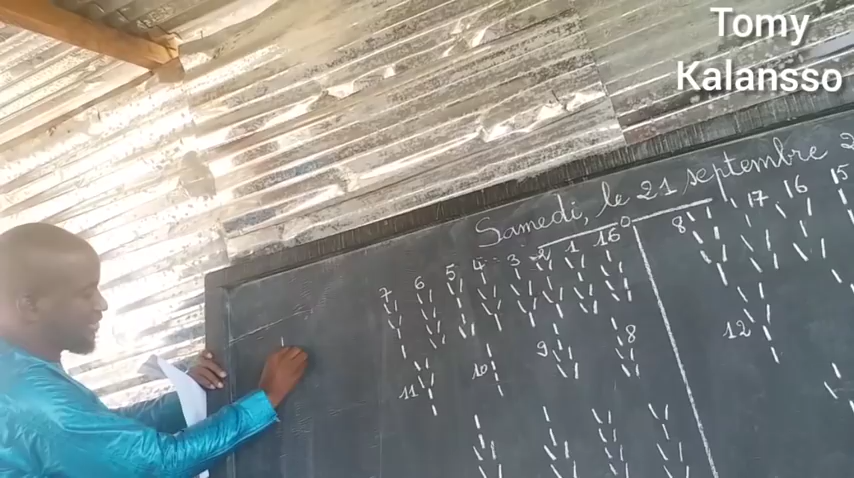 Tomy
Kalansso
Samedi, le 21 septembre 2
7 6 5 4 3 2 1 16 8 17 16 15
9 8 12
11 10